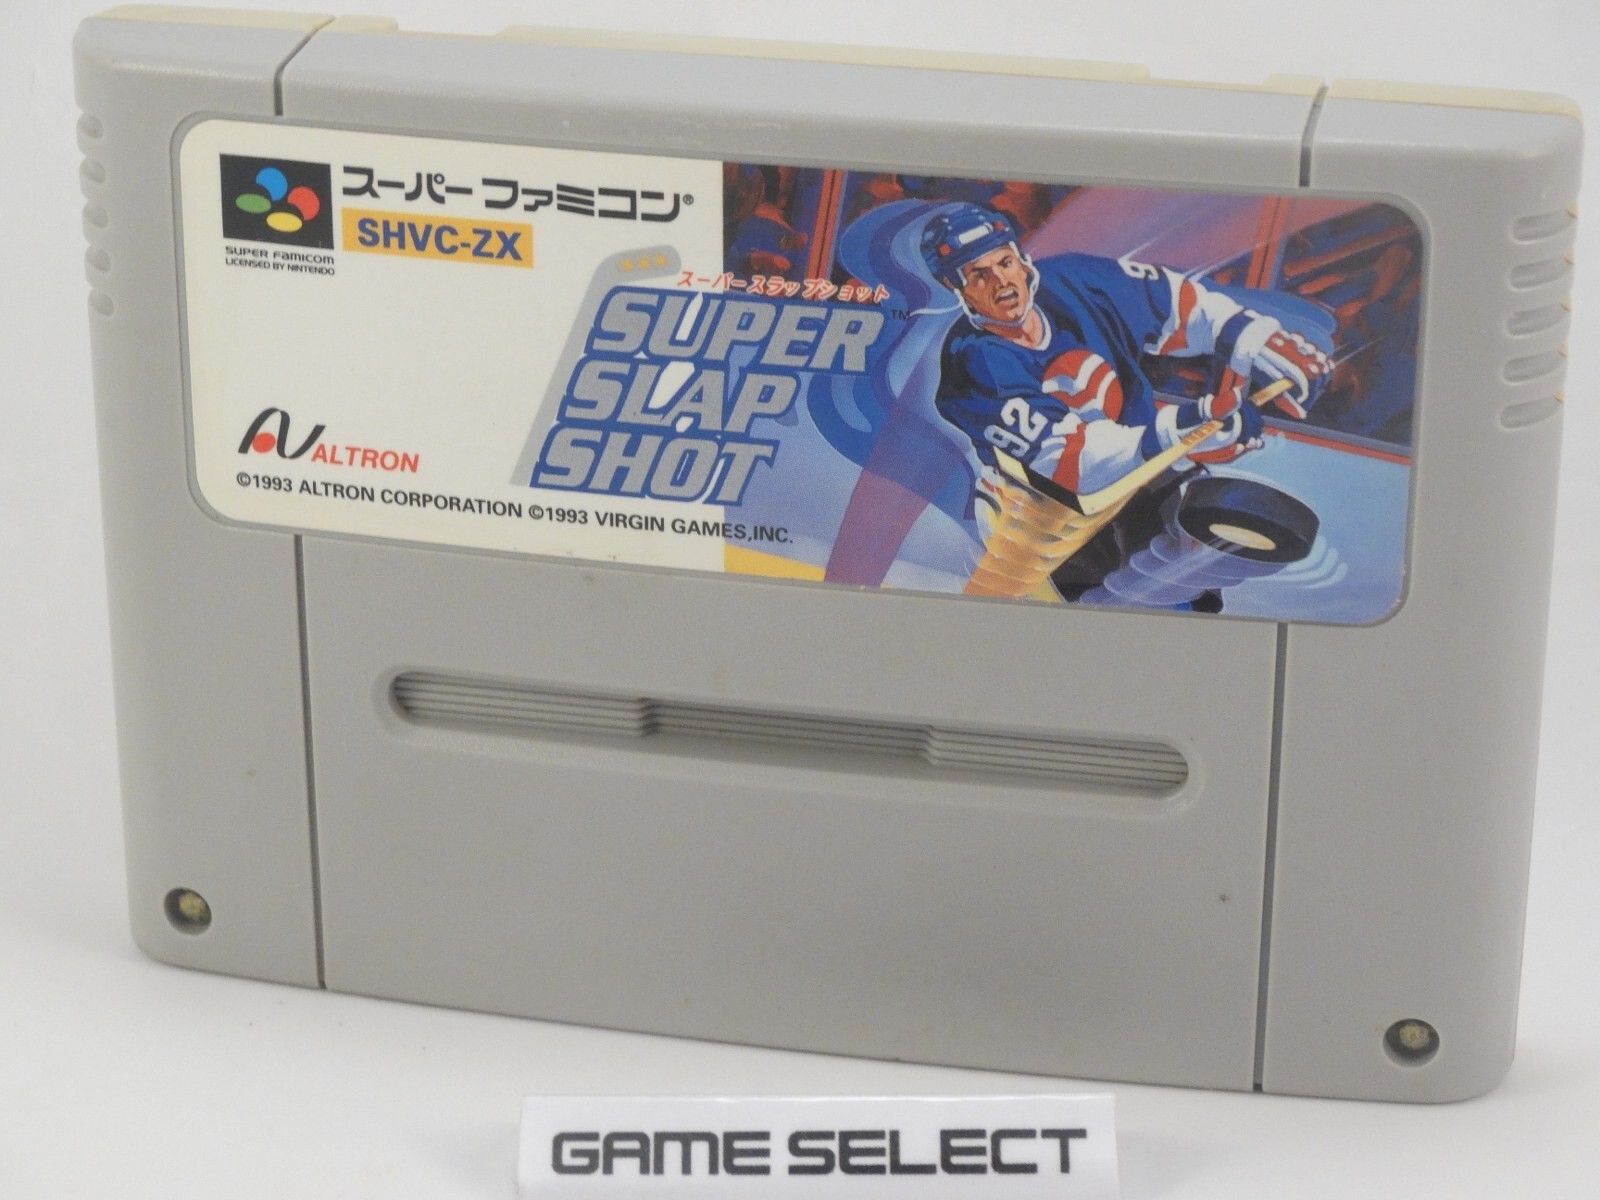 スーパーファミコン®
SHVC-ZX
SUPER FAMICOM
LICENSED BY NINTENDO
スーパースラップショット
SUPER
SLAP
SHOT
TM
ALTRON
©1993 ALTRON CORPORATION ©1993 VIRGIN GAMES,INC.
92
9
GAME SELECT